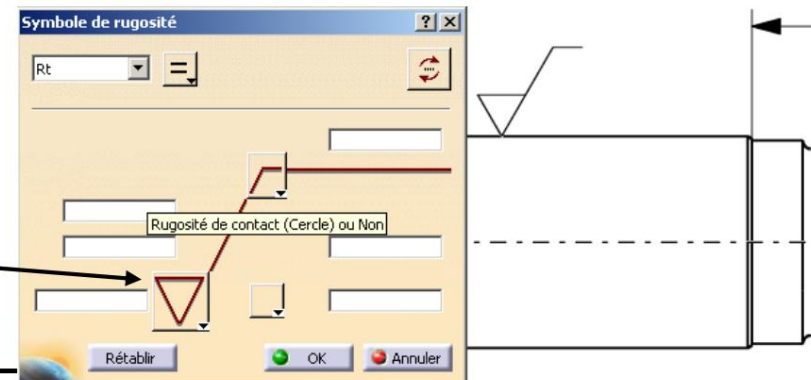 Symbole de rugosité
Rt
=
Rugosité de contact (Cercle) ou Non
Rétablir
OK
Annuler